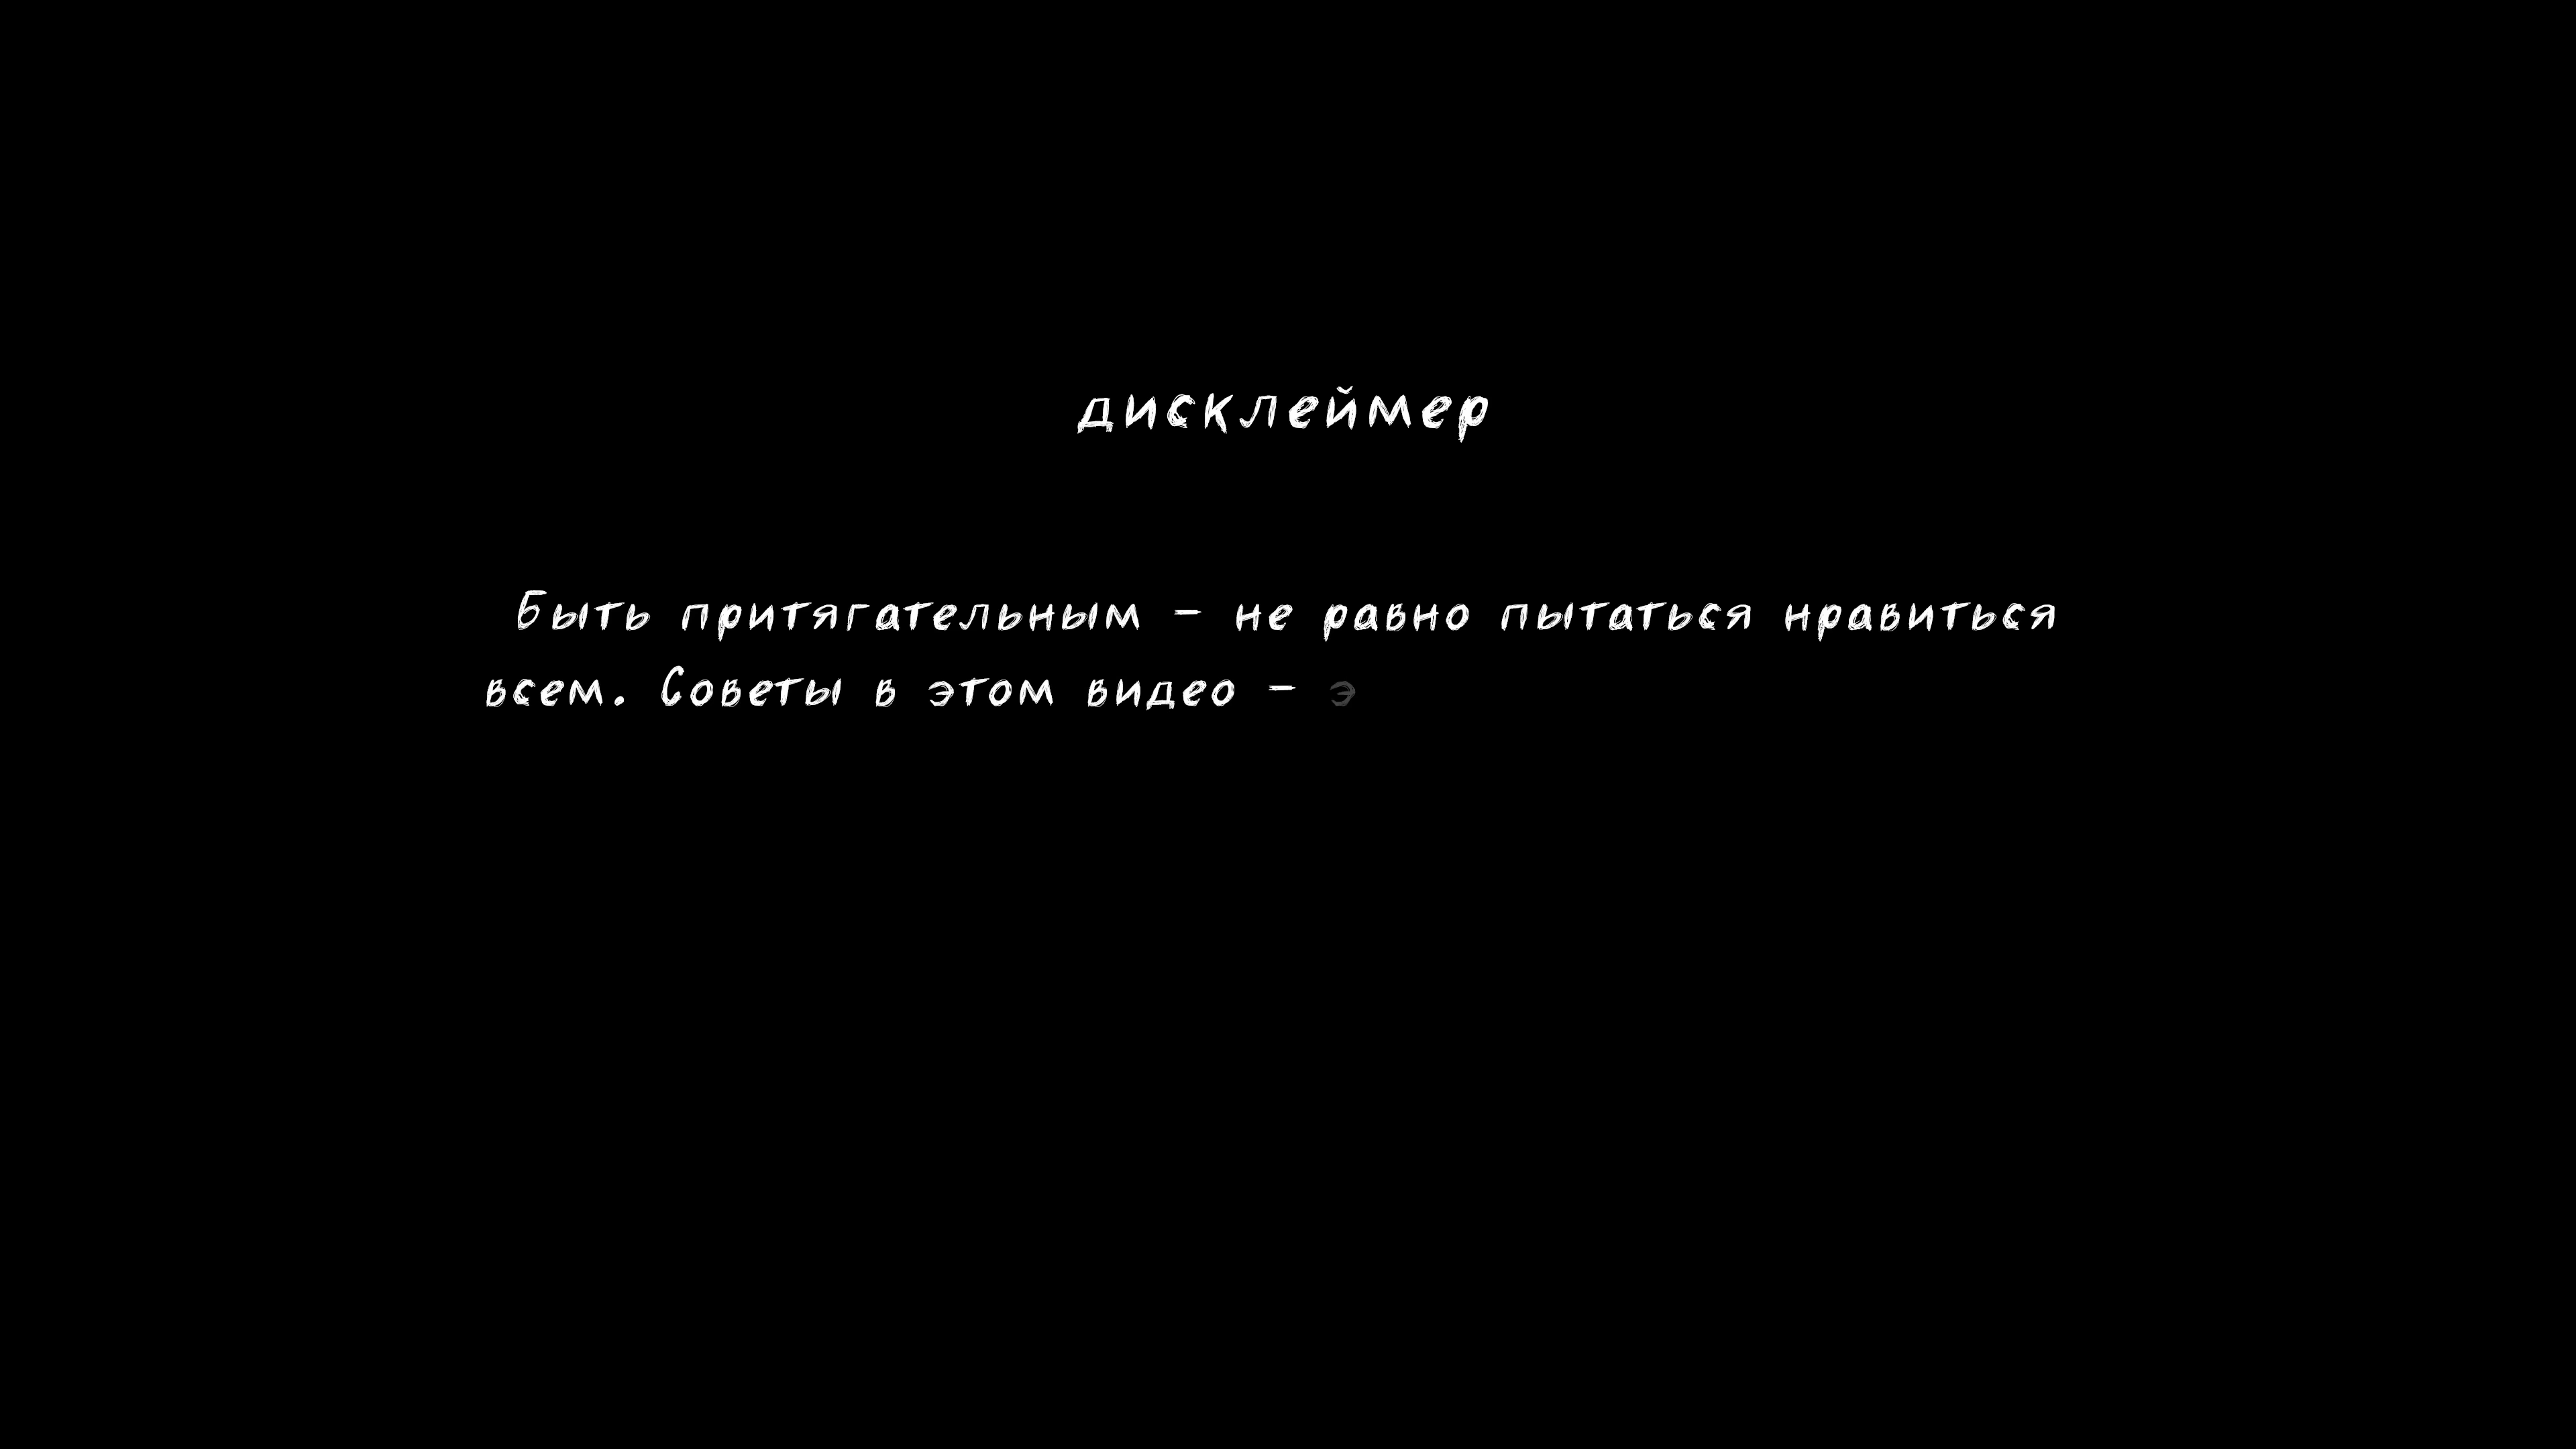 дисклеймер
Быть притягательным - не равно пытаться нравиться
всем. Советы в этом видео - э